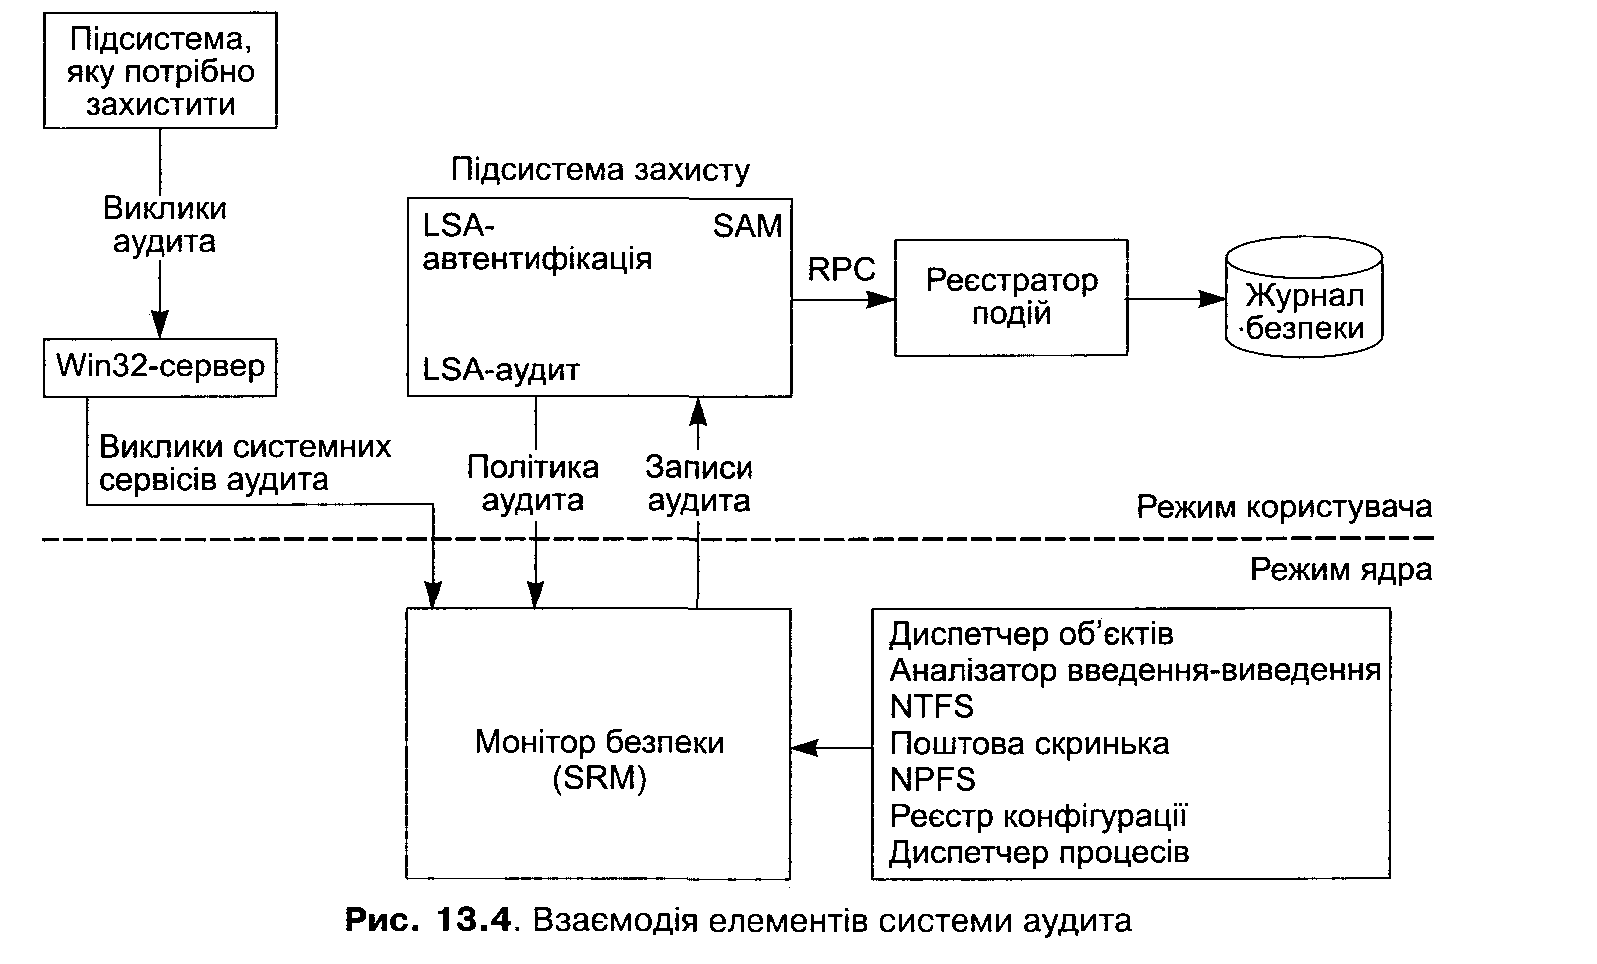 Підсистема,
яку потрібно
захистити
Виклики
аудита
Win32-сервер
Виклики системних
сервісів аудита
Підсистема захисту
LSA-
автентифікація
SAM
LSA-аудит
RPC
Реєстратор
подій
Журнал
безпеки
Політика
аудита
Записи
аудита
Режим користувача
Режим ядра
Монітор безпеки
(SRM)
Диспетчер об’єктів
Аналізатор введення-виведення
NTFS
Поштова скринька
NPFS
Реєстр конфігурації
Диспетчер процесів
Рис. 13.4. Взаємодія елементів системи аудита